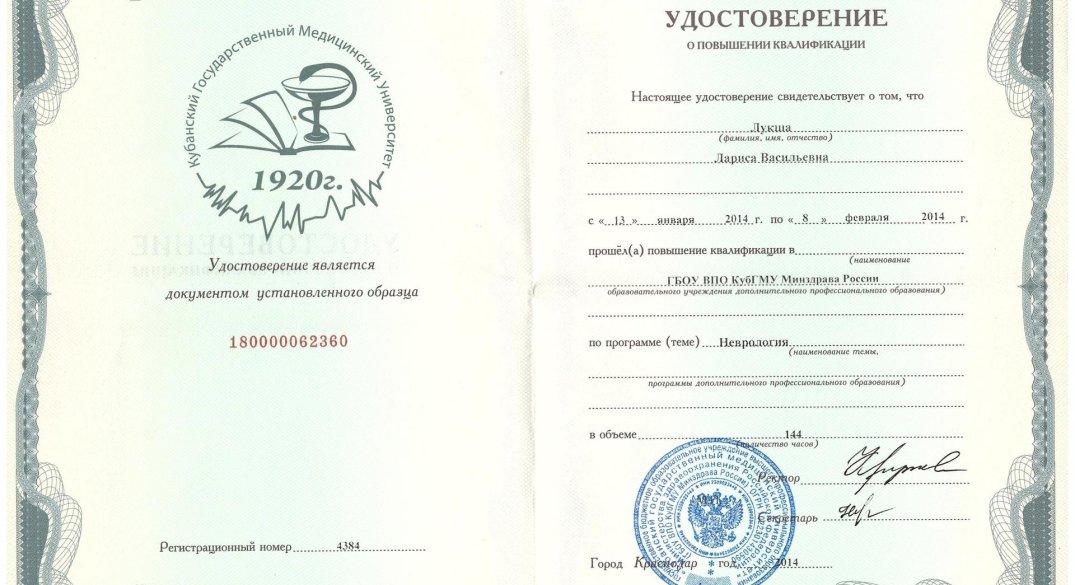 Кубанский Государственный Медицинский Университет
1920г.
Удостоверение является
документом установленного образца
180000062360
Регистрационный номер 4384
УДОСТОВЕРЕНИЕ
О ПОВЫШЕНИИ КВАЛИФИКАЦИИ
Настоящее удостоверение свидетельствует о том, что
Лукша
(фамилия, имя, отчество)
Лариса Васильевна
с « 13 » января 2014 г. по « 8 » февраля 2014 г.
прошёл(а) повышение квалификации в
(наименование
ГБОУ ВПО КубГМУ Минздрава России
образовательного учреждения дополнительного профессионального образования)
по программе (теме) Неврология
(наименование темы,
программы дополнительного профессионального образования)
в объеме 144
(количество часов)
Ректор
Секретарь
Город Краснодар год 2014